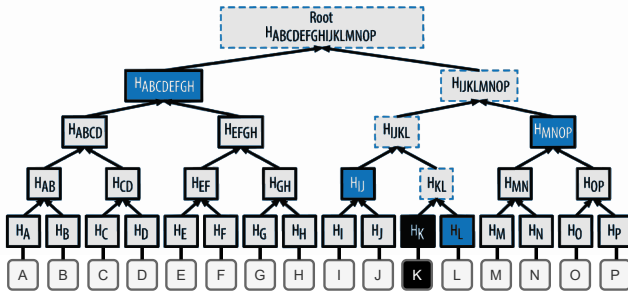 Root
HABCDEFGHIJKLMNOP
HABCDEFGH HIJKLMNOP
HABCD HEFGH HIJKL HMNOP
HAB HCD HEF HGH HIJ HKL HMN HOP
HA HB HC HD HE HF HG HH HI HJ HK HL HM HN HO HP
A B C D E F G H I J K L M N O P